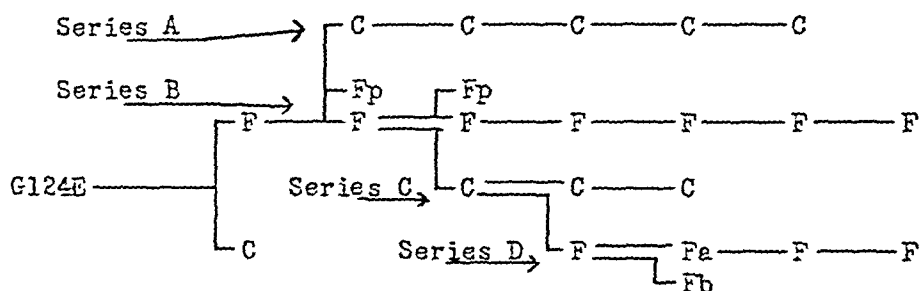 Series A C C C C C
Series B Fp Fp
F F F F F F F
G124E Series C C C C
C Series D F Fa F F
Fb